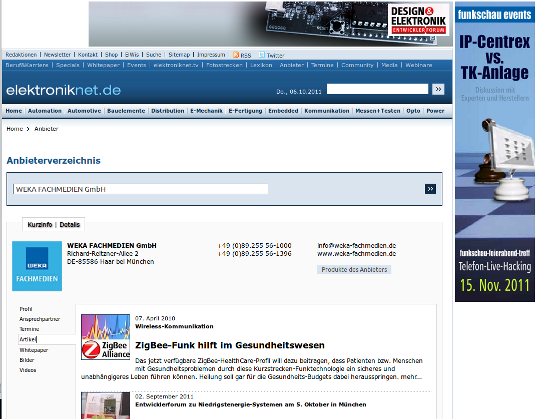 DESIGN&
ELEKTRONIK
ENTWICKLERFORUM
Redaktionen | Newsletter | Kontakt | Shop | ElWis | Suche | Sitemap | Impressum | RSS Twitter
Beruf&Karriere | Specials | Whitepaper | Events | elektroniknet.tv | Fotostrecken | Lexikon Anbieter | Termine | Community | Media | Webinare
elektroniknet.de
Do., 06.10.2011
Home Automation Automotive Bauelemente Distribution E-Mechanik E-Fertigung Embedded Kommunikation Messen+Testen Opto Power
Home > Anbieter
Anbieterverzeichnis
WEKA FACHMEDIEN GmbH
Kurzinfo | Details
WEKA
FACHMEDIEN
WEKA FACHMEDIEN GmbH
Richard-Reitzner-Allee 2
DE-85586 Haar bei München
+49 (0)89.255 56-1000
+49 (0)89.255 56-1396
info@weka-fachmedien.de
www.weka-fachmedien.de
Produkte des Anbieters
Profil
Ansprechpartner
Termine
Artikel
Whitepaper
Bilder
Videos
ZigBee
Alliance
07. April 2010
Wireless-Kommunikation
ZigBee-Funk hilft im Gesundheitswesen
Das jetzt verfügbare ZigBee-HealthCare-Profil will dazu beitragen, dass Patienten bzw. Menschen
mit Gesundheitsproblemen durch diese Kurzstrecken-Funktechnologie ein sicheres und
unabhängigeres Leben führen können. Heilung soll gar für die Gesundheits-Budgets dabei herausspringen. mehr...
02. September 2011
Entwicklerforum zu Niedrigstenergie-Systemen am 5. Oktober in München
funkschau events
IP-Centrex
vs.
TK-Anlage
Diskussion mit
Experten und Herstellern
funkschau-feierabend-treff
Telefon-Live-Hacking
15. Nov. 2011